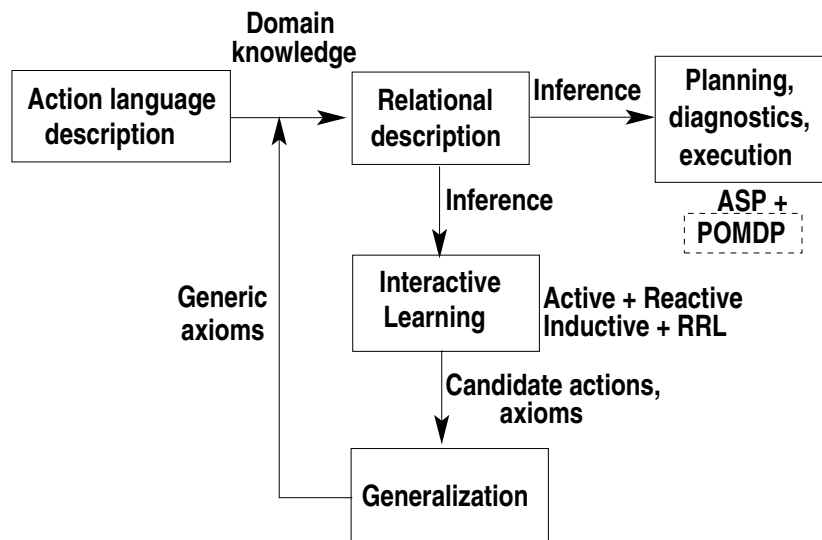 Domain
knowledge
Action language
description
Relational
description
Inference
Planning,
diagnostics,
execution
ASP +
POMDP
Inference
Generic
axioms
Interactive
Learning
Active + Reactive
Inductive + RRL
Candidate actions,
axioms
Generalization